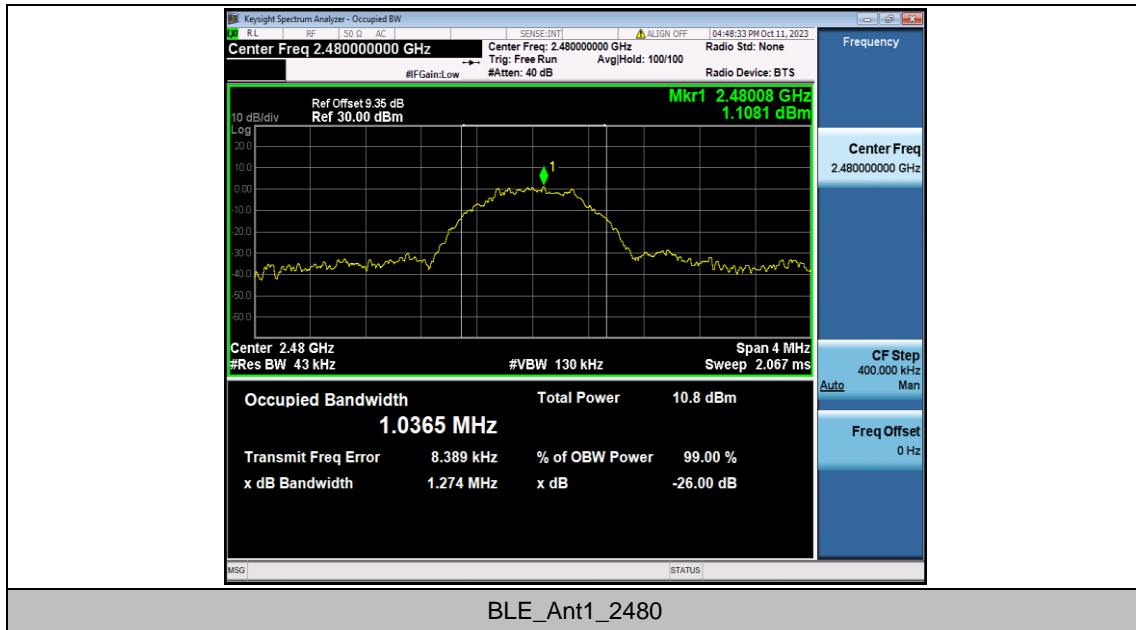 Keysight Spectrum Analyzer - Occupied BW
RL RF 50 Ω AC SENSE:INT ALIGN OFF 04:48:33 PM Oct 11, 2023
Center Freq 2.480000000 GHz Center Freq: 2.480000000 GHz Radio Std: None
Trig: Free Run Avg|Hold: 100/100
#IFGain:Low #Atten: 40 dB Radio Device: BTS
Frequency
Mkr1 2.48008 GHz
1.1081 dBm
Ref Offset 9.35 dB
10 dB/div Ref 30.00 dBm
Log
20.0
10.0
0.00
-10.0
-20.0
-30.0
-40.0
-50.0
-60.0
1
Center 2.48 GHz Span 4 MHz
#Res BW 43 kHz #VBW 130 kHz Sweep 2.067 ms
Center Freq
2.480000000 GHz
CF Step
400.000 kHz
Auto Man
Freq Offset
0 Hz
Occupied Bandwidth Total Power 10.8 dBm
1.0365 MHz
Transmit Freq Error 8.389 kHz % of OBW Power 99.00 %
x dB Bandwidth 1.274 MHz x dB -26.00 dB
MSG STATUS
BLE_Ant1_2480